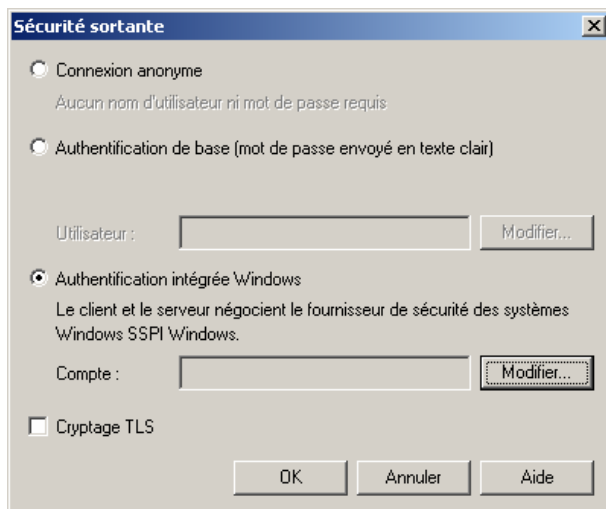 Sécurité sortante
Connexion anonyme
Aucun nom d'utilisateur ni mot de passe requis
Authentification de base (mot de passe envoyé en texte clair)
Utilisateur :
Modifier...
Authentification intégrée Windows
Le client et le serveur négocient le fournisseur de sécurité des systèmes
Windows SSPI Windows.
Compte :
Modifier...
Cryptage TLS
OK
Annuler
Aide